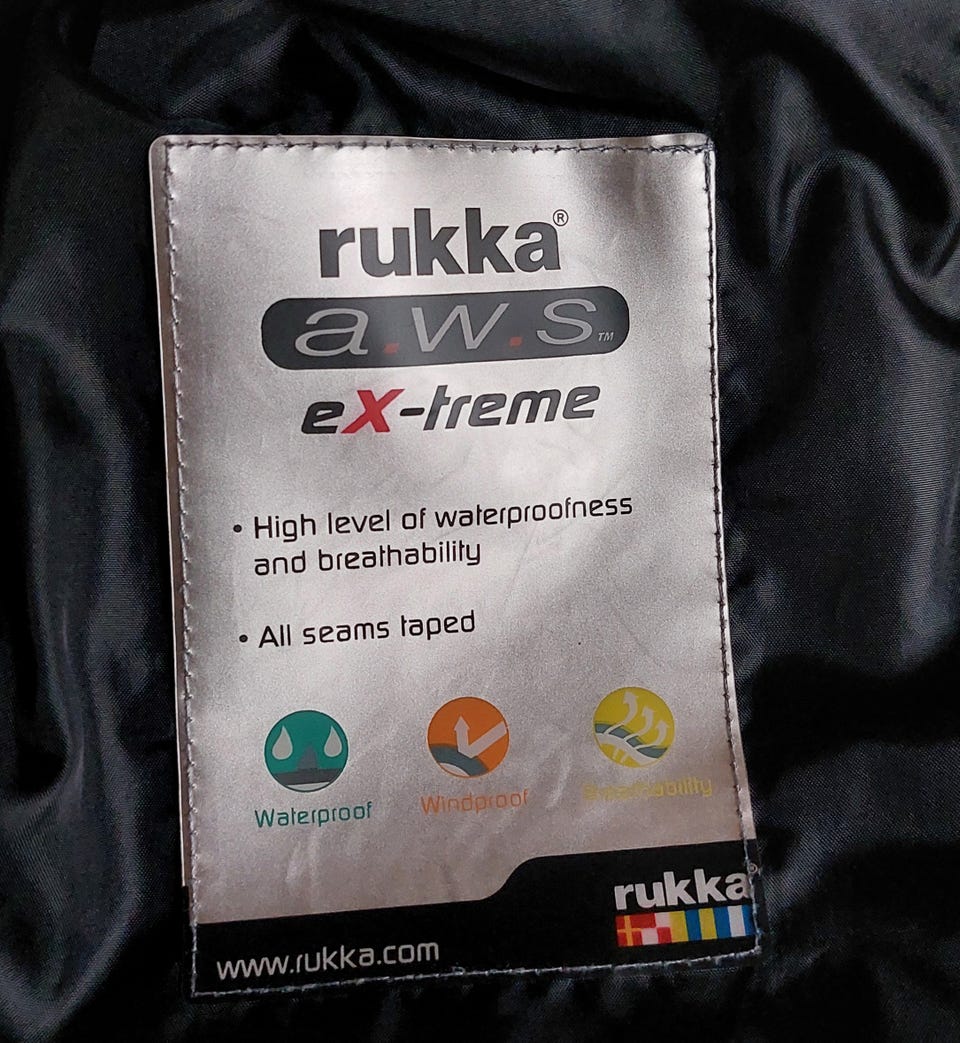 rukka®
a.w.s™
eX-treme
• High level of waterproofness
and breathability
• All seams taped
Waterproof
Windproof
Breathability
rukka®
www.rukka.com